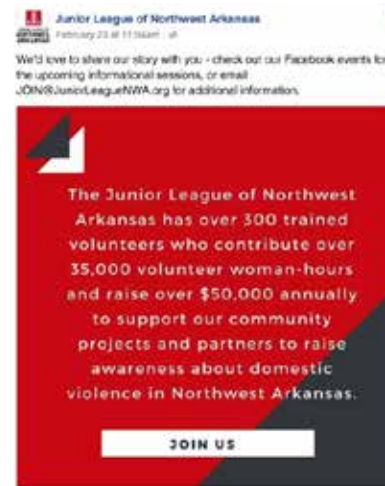 Junior League of Northwest Arkansas
February 23 at
We'd love to share our story with you - check out our Facebook events for
the upcoming informational sessions, or email
JOIN@JuniorLeagueNWA.org for additional information.
The Junior League of Northwest
Arkansas has over 300 trained
volunteers who contribute over
35,000 volunteer woman-hours
and raise over $50,000 annually
to support our community
projects and partners to raise
awareness about domestic
violence in Northwest Arkansas.
JOIN US